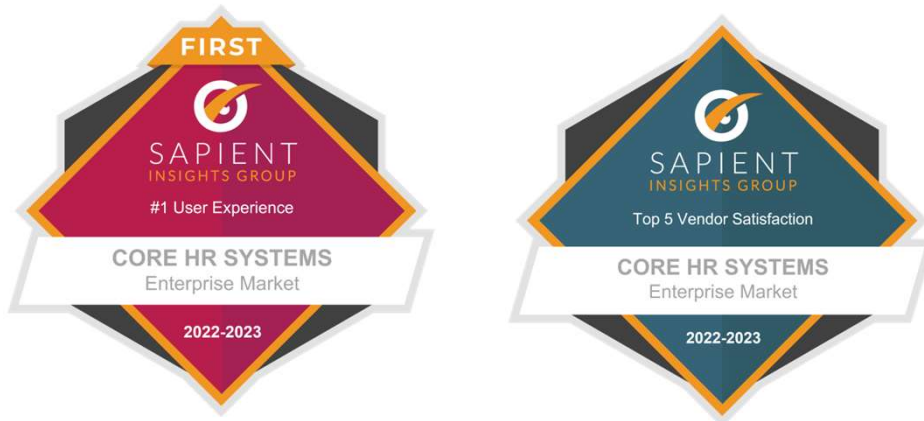 FIRST
SAPIENT
INSIGHTS GROUP
#1 User Experience
CORE HR SYSTEMS
Enterprise Market
2022-2023
SAPIENT
INSIGHTS GROUP
Top 5 Vendor Satisfaction
CORE HR SYSTEMS
Enterprise Market
2022-2023